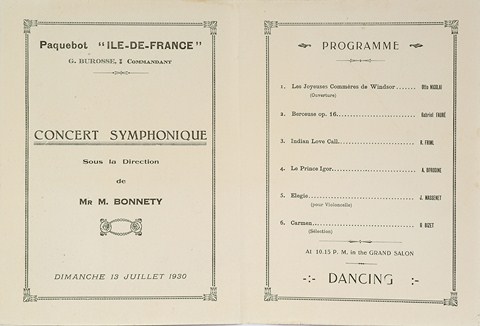 Paquebot "ILE-DE-FRANCE"
G. BUROSSE, COMMANDANT
CONCERT SYMPHONIQUE
Sous la Direction
de
MR M. BONNETY
DIMANCHE 13 JUILLET 1930
PROGRAMME
1. Les Joyeuses Commères de Windsor....... Otto NICOLAI
(Ouverture)
2. Berceuse op. 16............................ Gabriel FAURÉ
3. Indian Love Call............................ R. FRIML
4. Le Prince Igor............................ A. BORODINE
5. Elegie............................ J. MASSENET
(pour Violoncelle)
6. Carmen............................ G BIZET
(Sélection)
At 10.15 P. M. in the GRAND SALON
-:- DANCING -:-